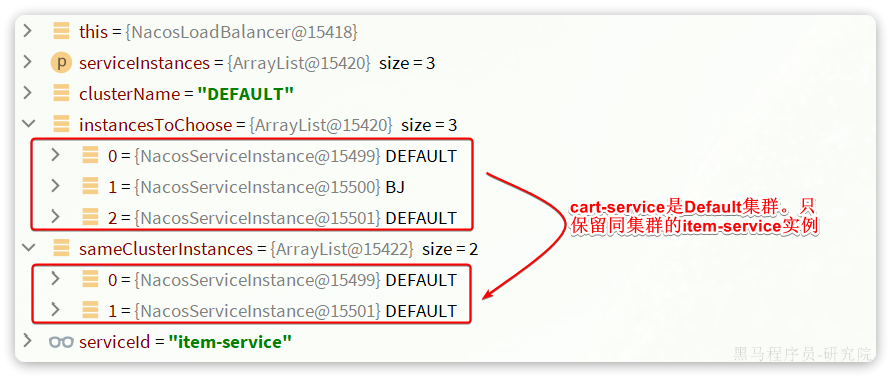 this = {NacosLoadBalancer@15418}
p serviceInstances = {ArrayList@15420} size = 3
clusterName = "DEFAULT"
instancesToChoose = {ArrayList@15420} size = 3
0 = {NacosServiceInstance@15499} DEFAULT
1 = {NacosServiceInstance@15500} BJ
2 = {NacosServiceInstance@15501} DEFAULT
cart-service是Default集群。只
保留同集群的item-service实例
sameClusterInstances = {ArrayList@15422} size = 2
0 = {NacosServiceInstance@15499} DEFAULT
1 = {NacosServiceInstance@15501} DEFAULT
serviceId = "item-service"
黑马程序员-研究院